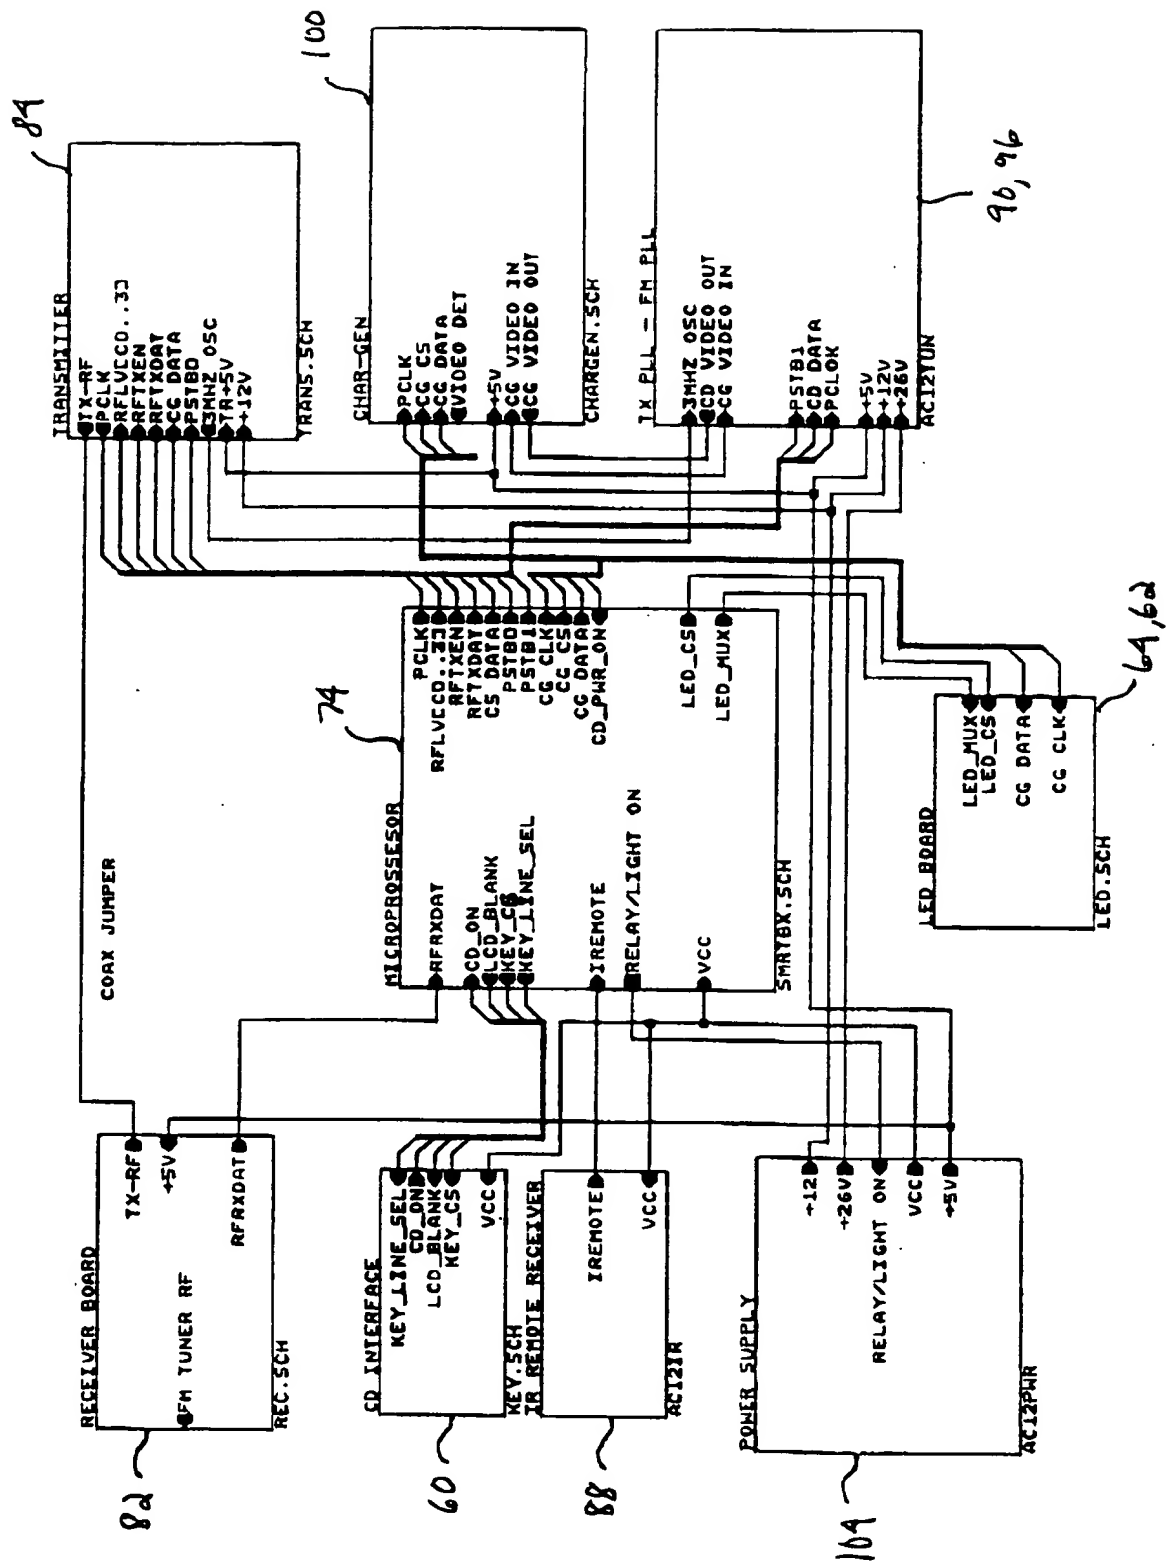 82
RECEIVER BOARD
TX-RF
+5V
FM TUNER RF
RFRXDAT
REC.SCH
COAX JUMPER
84
TRANSMITTER
TX-RF
PCLK
RFLVCCD..3]
RFTXEN
RFTXDAT
CG DATA
PSTBD
3MHZ OSC
TR+5V
+12V
TRANS.SCH
60
CD INTERFACE
KEY_LINE_SEL
CD_ON
LCD_BLANK
KEY_CS
VCC
KEY.SCH
74
MICROPROSSESOR
RFRXDAT
CD_ON
LCD_BLANK
KEY_CS
KEY_LINE_SEL
IREMOTE
RELAY/LIGHT ON
VCC
PCLK
RFLVCCD..3]
RFTXEN
RFTXDAY
CS DATA
PSTBD
PSTB1
CG CLK
CG CS
CG DATA
CD_PWR_ON
LED_CS
LED_MUX
SMRTBX.SCH
100
CHAR-GEN
PCLK
CG CS
CG DATA
VIDEO DET
+5V
CG VIDEO IN
CG VIDEO OUT
CHARGEN.SCH
88
IR REMOTE RECEIVER
IREMOTE
VCC
AC12IR
TX PLL - FM PLL
3MHZ OSC
CD VIDEO OUT
CG VIDEO IN
PSTB1
CD DATA
PCLOK
+5V
+12V
+26V
AC12TUN
96, 96
104
POWER SUPPLY
+12
+26V
RELAY/LIGHT ON
VCC
+5V
AC12PWR
LED BOARD
LED_MUX
LED_CS
CG DATA
CG CLK
LED.SCH
64,62